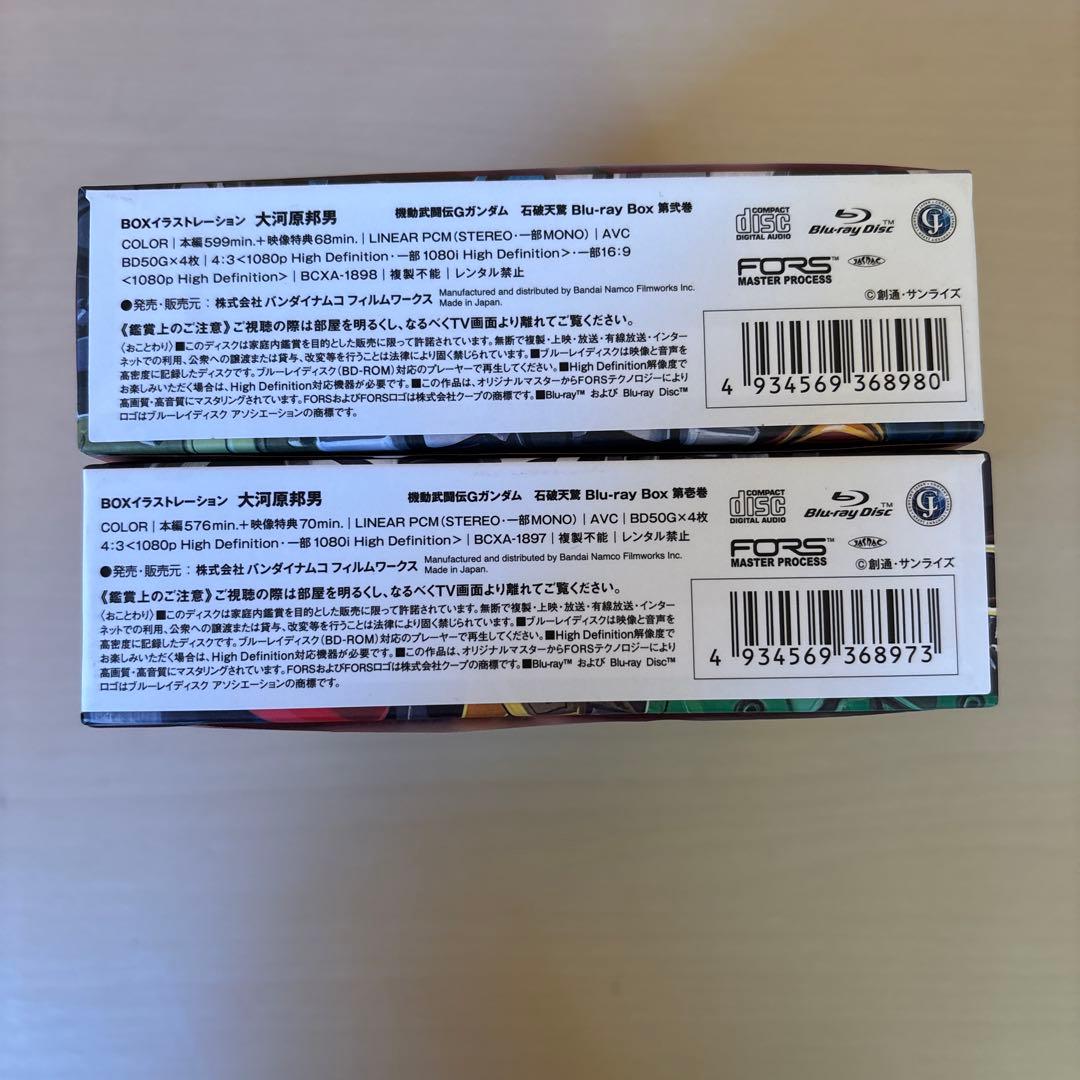 BOXイラストレーション 大河原邦男 機動武闘伝Gガンダム 石破天驚 Blu-ray Box 第弐巻
COLOR｜本編599min.＋映像特典68min.｜LINEAR PCM（STEREO・一部MONO）｜AVC
BD50G×4枚｜4：3<1080p High Definition・一部1080i High Definition>・一部16：9
<1080p High Definition>｜BCXA-1898｜複製不能｜レンタル禁止
●発売・販売元：株式会社 バンダイナムコ フィルムワークス Manufactured and distributed by Bandai Namco Filmworks Inc.
Made in Japan.
《鑑賞上のご注意》ご視聴の際は部屋を明るくし、なるべくTV画面より離れてご覧ください。
〈おことわり〉■このディスクは家庭内鑑賞を目的とした販売に限って許諾されています。無断で複製・上映・放送・有線放送・インター
ネットでの利用、公衆への譲渡または貸与、改変等を行うことは法律により固く禁じられています。■ブルーレイディスクは映像と音声を
高密度に記録したディスクです。ブルーレイディスク（BD-ROM）対応のプレーヤーで再生してください。■High Definition解像度で
お楽しみいただく場合は、High Definition対応機器が必要です。■この作品は、オリジナルマスターからFORSテクノロジーにより
高画質・高音質にマスタリングされています。FORSおよびFORSロゴは株式会社クープの商標です。■Blu-ray™ および Blu-ray Disc™
ロゴはブルーレイディスク アソシエーションの商標です。
COMPACT
disc
DIGITAL AUDIO
Blu-ray Disc™
FORS™
MASTER PROCESS
JASRAC
©創通・サンライズ
4 934569 368980
BOXイラストレーション 大河原邦男 機動武闘伝Gガンダム 石破天驚 Blu-ray Box 第壱巻
COLOR｜本編576min.＋映像特典70min.｜LINEAR PCM（STEREO・一部MONO）｜AVC｜BD50G×4枚
4：3<1080p High Definition・一部1080i High Definition>｜BCXA-1897｜複製不能｜レンタル禁止
●発売・販売元：株式会社 バンダイナムコ フィルムワークス Manufactured and distributed by Bandai Namco Filmworks Inc.
Made in Japan.
《鑑賞上のご注意》ご視聴の際は部屋を明るくし、なるべくTV画面より離れてご覧ください。
〈おことわり〉■このディスクは家庭内鑑賞を目的とした販売に限って許諾されています。無断で複製・上映・放送・有線放送・インター
ネットでの利用、公衆への譲渡または貸与、改変等を行うことは法律により固く禁じられています。■ブルーレイディスクは映像と音声を
高密度に記録したディスクです。ブルーレイディスク（BD-ROM）対応のプレーヤーで再生してください。■High Definition解像度で
お楽しみいただく場合は、High Definition対応機器が必要です。■この作品は、オリジナルマスターからFORSテクノロジーにより
高画質・高音質にマスタリングされています。FORSおよびFORSロゴは株式会社クープの商標です。■Blu-ray™ および Blu-ray Disc™
ロゴはブルーレイディスク アソシエーションの商標です。
COMPACT
disc
DIGITAL AUDIO
Blu-ray Disc™
FORS™
MASTER PROCESS
JASRAC
©創通・サンライズ
4 934569 368973